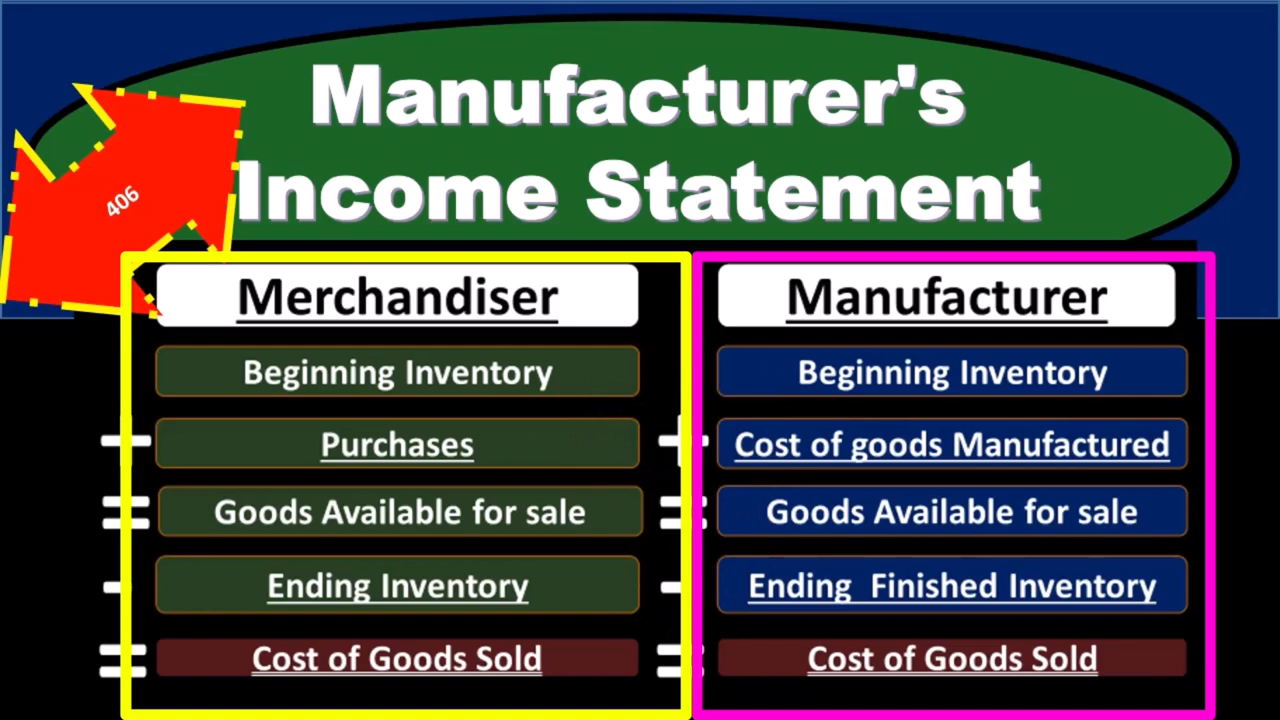 Manufacturer's
Income Statement
406
Merchandiser
Beginning Inventory
+ Purchases
= Goods Available for sale
- Ending Inventory
= Cost of Goods Sold
Manufacturer
Beginning Inventory
+ Cost of goods Manufactured
= Goods Available for sale
- Ending Finished Inventory
= Cost of Goods Sold